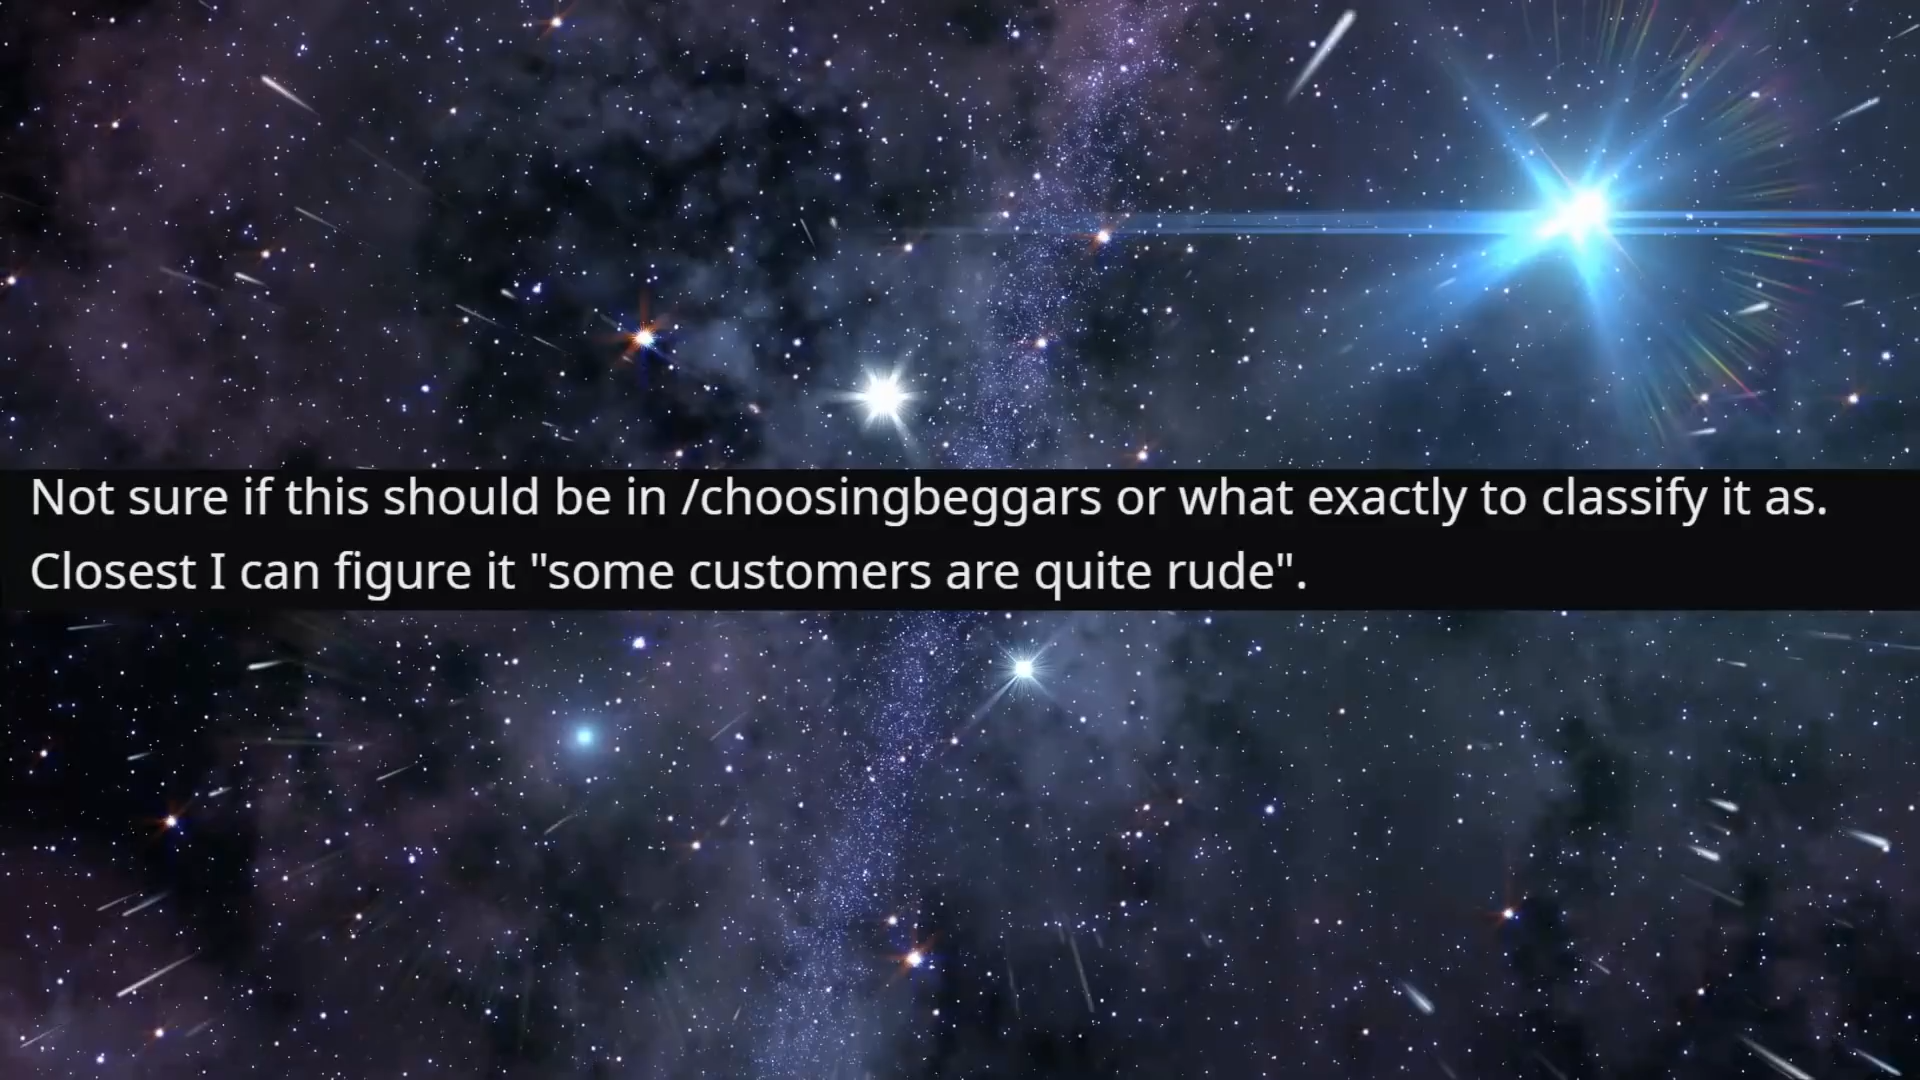 Not sure if this should be in /choosingbeggars or what exactly to classify it as.
Closest I can figure it "some customers are quite rude".